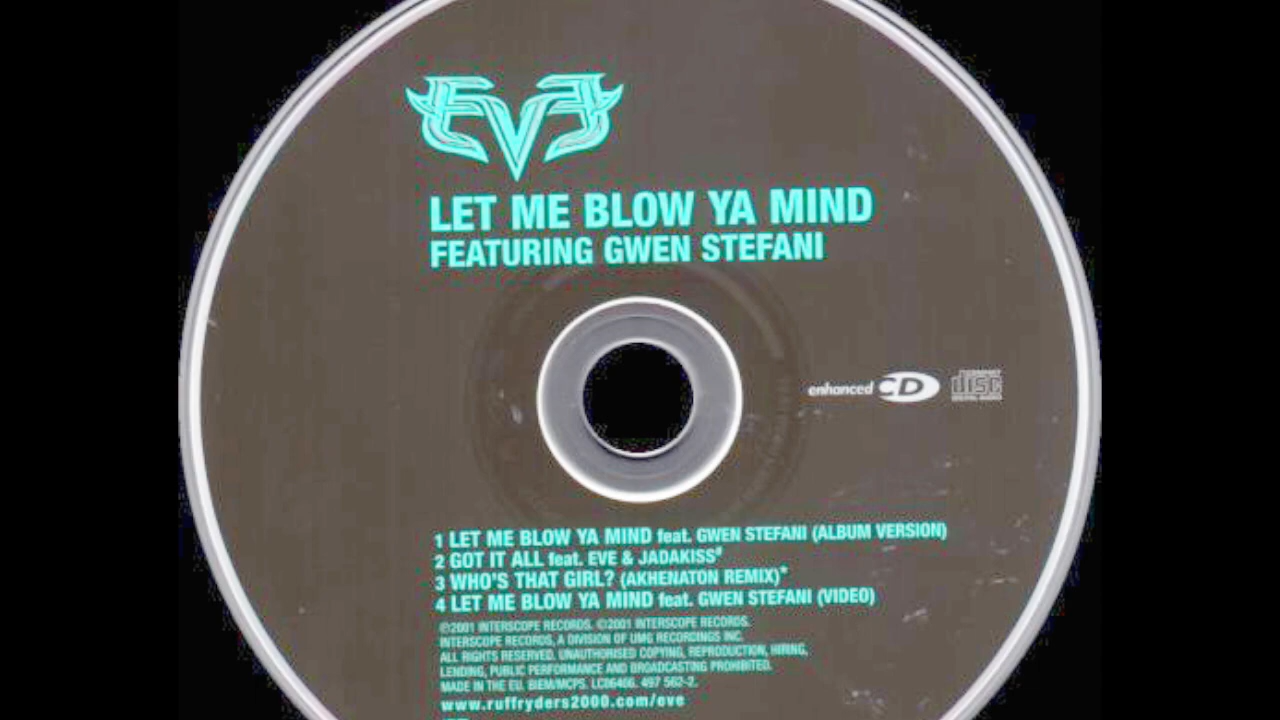 EVE
LET ME BLOW YA MIND
FEATURING GWEN STEFANI
enhanced CD
COMPACT
disc
DIGITAL AUDIO
1 LET ME BLOW YA MIND feat. GWEN STEFANI (ALBUM VERSION)
2 GOT IT ALL feat. EVE & JADAKISS#
3 WHO'S THAT GIRL? (AKHENATON REMIX)*
4 LET ME BLOW YA MIND feat. GWEN STEFANI (VIDEO)
℗2001 INTERSCOPE RECORDS. ©2001 INTERSCOPE RECORDS.
INTERSCOPE RECORDS, A DIVISION OF UMG RECORDINGS INC.
ALL RIGHTS RESERVED. UNAUTHORISED COPYING, REPRODUCTION, HIRING,
LENDING, PUBLIC PERFORMANCE AND BROADCASTING PROHIBITED.
MADE IN THE EU. BIEM/MCPS. LC06406. 497 562-2.
www.ruffryders2000.com/eve